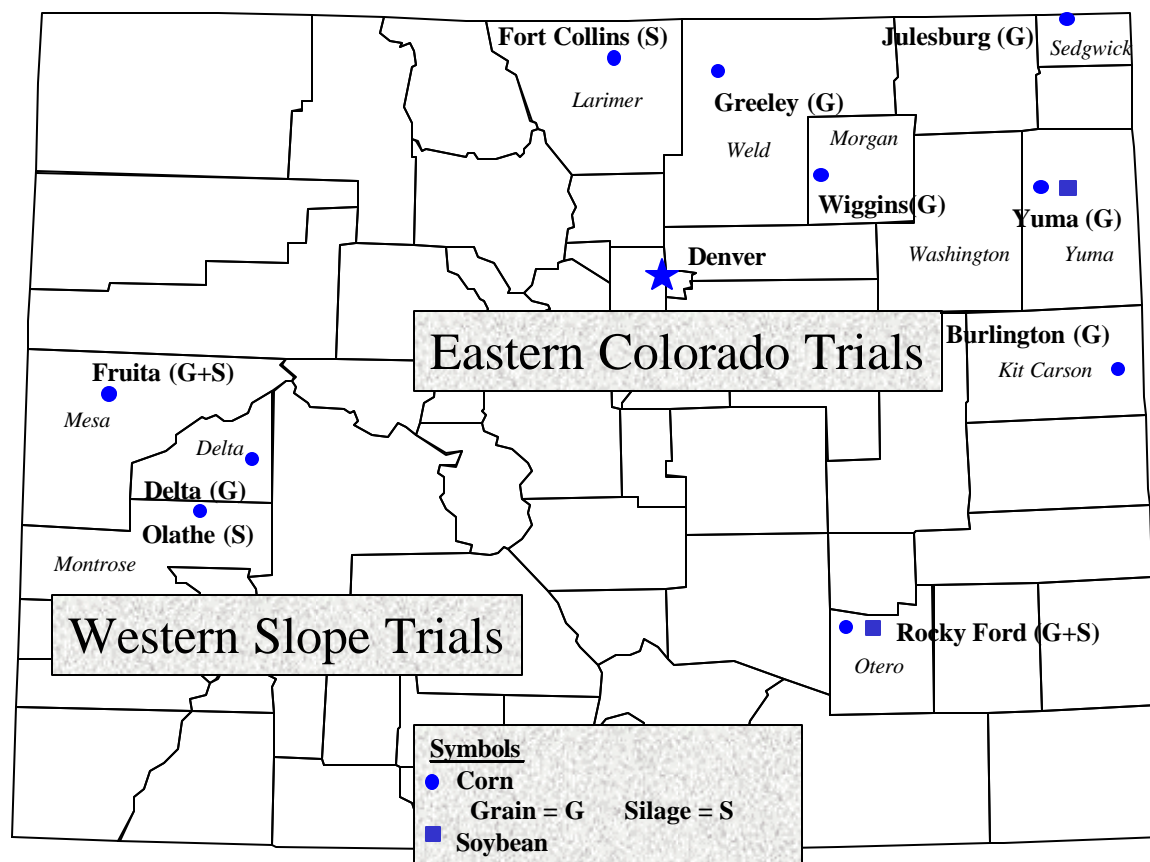 Fort Collins (S)
Larimer
Julesburg (G)
Sedgwick
Greeley (G)
Weld
Morgan
Wiggins(G)
Yuma (G)
Washington
Yuma
Denver
Eastern Colorado Trials
Burlington (G)
Kit Carson
Fruita (G+S)
Mesa
Delta
Delta (G)
Olathe (S)
Montrose
Western Slope Trials
Rocky Ford (G+S)
Otero
Symbols
Corn
Grain = G Silage = S
Soybean